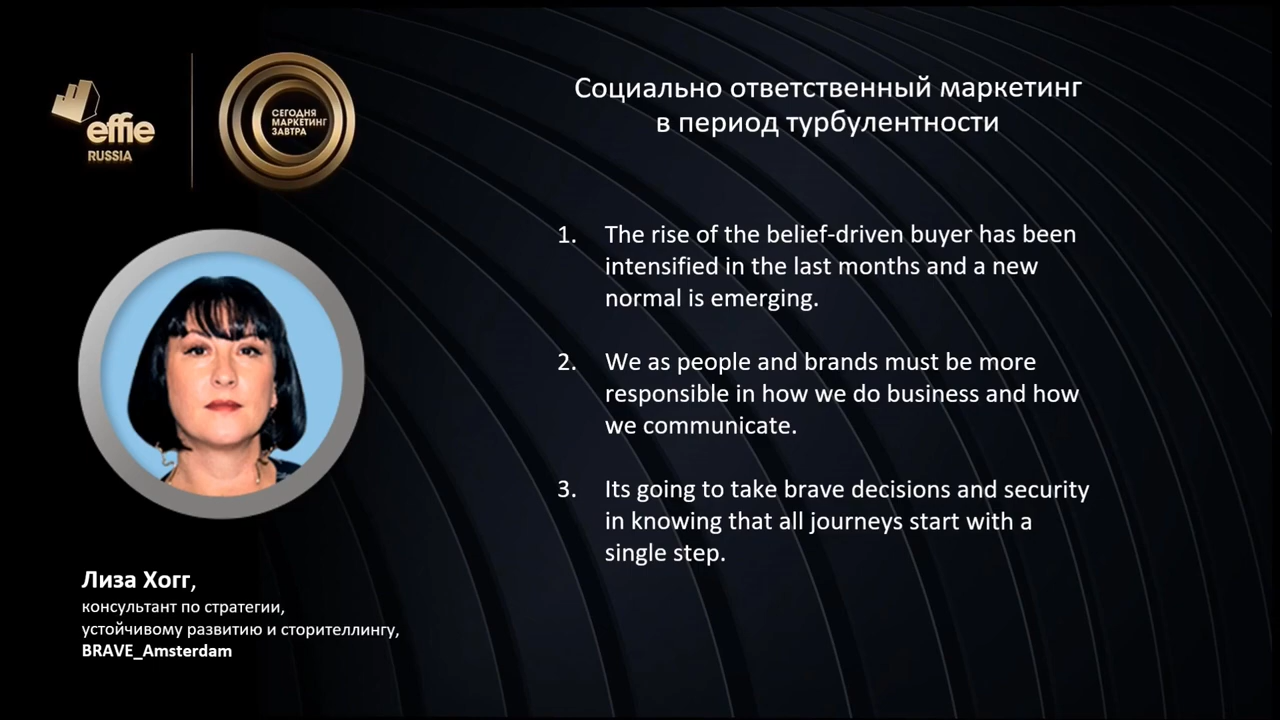 effie
RUSSIA
СЕГОДНЯ
МАРКЕТИНГ
ЗАВТРА
Социально ответственный маркетинг
в период турбулентности
1. The rise of the belief-driven buyer has been
intensified in the last months and a new
normal is emerging.
2. We as people and brands must be more
responsible in how we do business and how
we communicate.
3. Its going to take brave decisions and security
in knowing that all journeys start with a
single step.
Лиза Хогг,
консультант по стратегии,
устойчивому развитию и сторителлингу,
BRAVE_Amsterdam